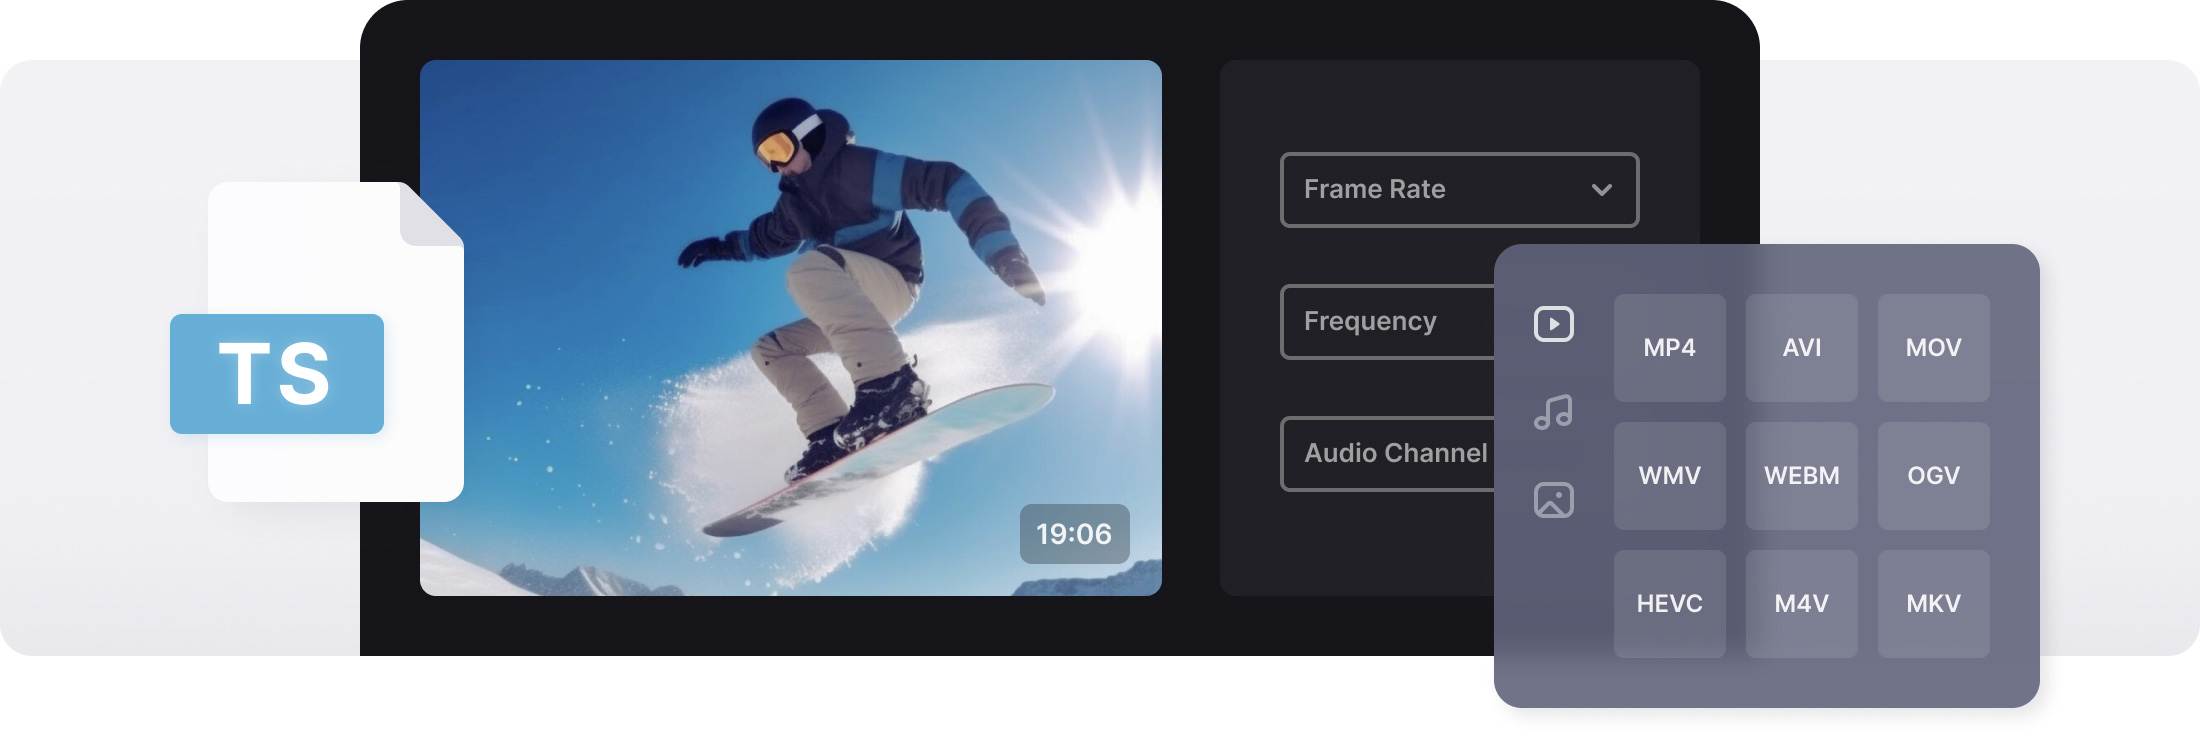 TS
19:06
Frame Rate
Frequency
Audio Channel
MP4 AVI MOV
WMV WEBM OGV
HEVC M4V MKV